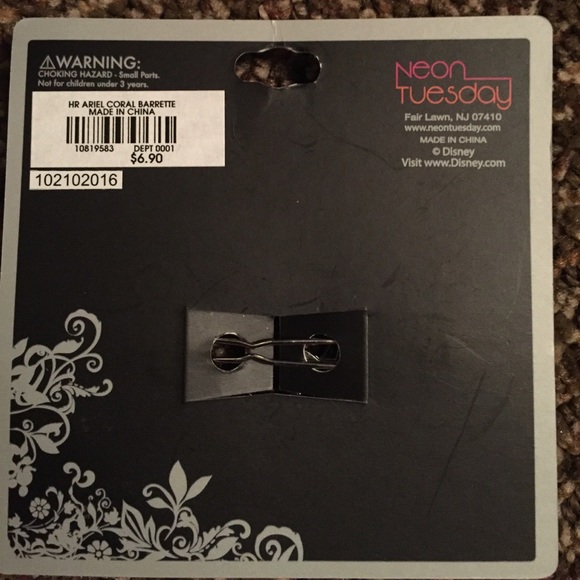 ⚠WARNING:
CHOKING HAZARD - Small Parts.
Not for children under 3 years.
HR ARIEL CORAL BARRETTE
MADE IN CHINA
10819583 DEPT 0001
$6.90
102102016
Neon
Tuesday
Fair Lawn, NJ 07410
www.neontuesday.com
MADE IN CHINA
© Disney
Visit www.Disney.com